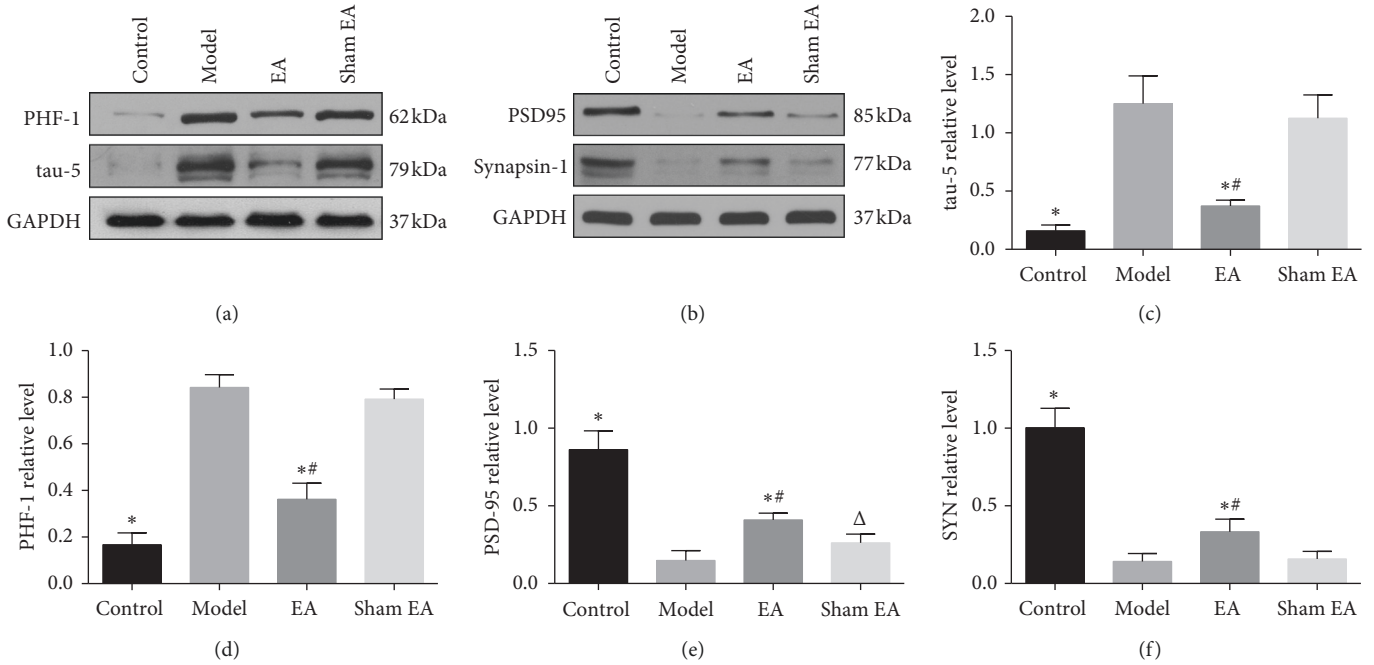 Control
Model
EA
Sham EA
PHF-1
62 kDa
tau-5
79 kDa
GAPDH
37 kDa
(a)
Control
Model
EA
Sham EA
PSD95
85 kDa
Synapsin-1
77 kDa
GAPDH
37 kDa
(b)
tau-5 relative level
2.0
1.5
1.0
0.5
0.0
*
*#
Control Model EA Sham EA
(c)
PHF-1 relative level
1.0
0.8
0.6
0.4
0.2
0.0
*
*#
Control Model EA Sham EA
(d)
PSD-95 relative level
1.5
1.0
0.5
0.0
*
*#
Δ
Control Model EA Sham EA
(e)
SYN relative level
1.5
1.0
0.5
0.0
*
*#
Control Model EA Sham EA
(f)